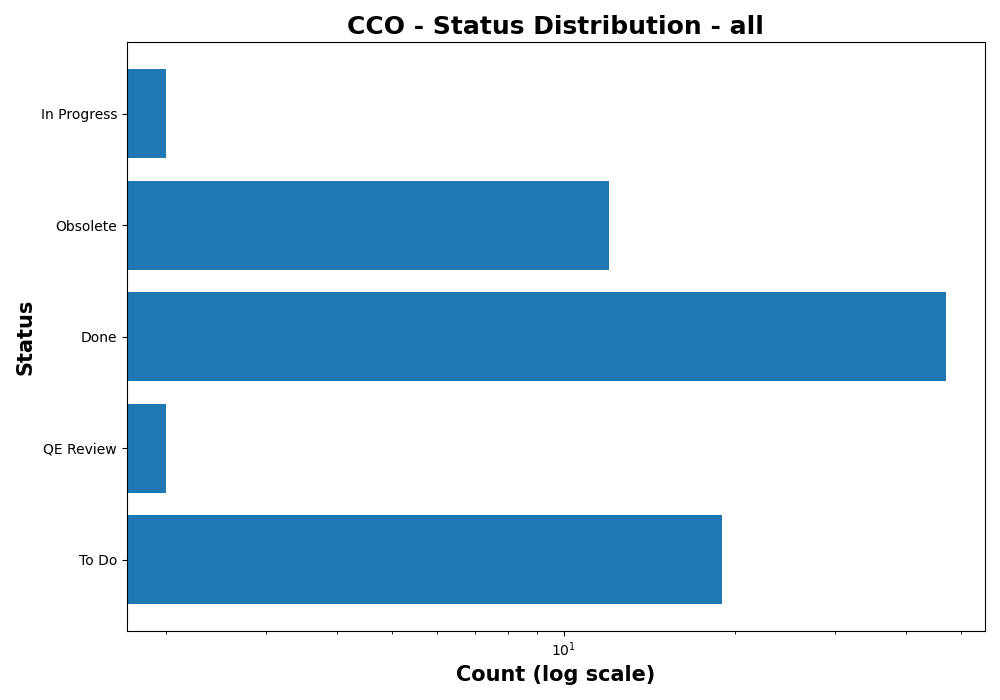 CCO - Status Distribution - all
Status
In Progress
Obsolete
Done
QE Review
To Do
10¹
Count (log scale)